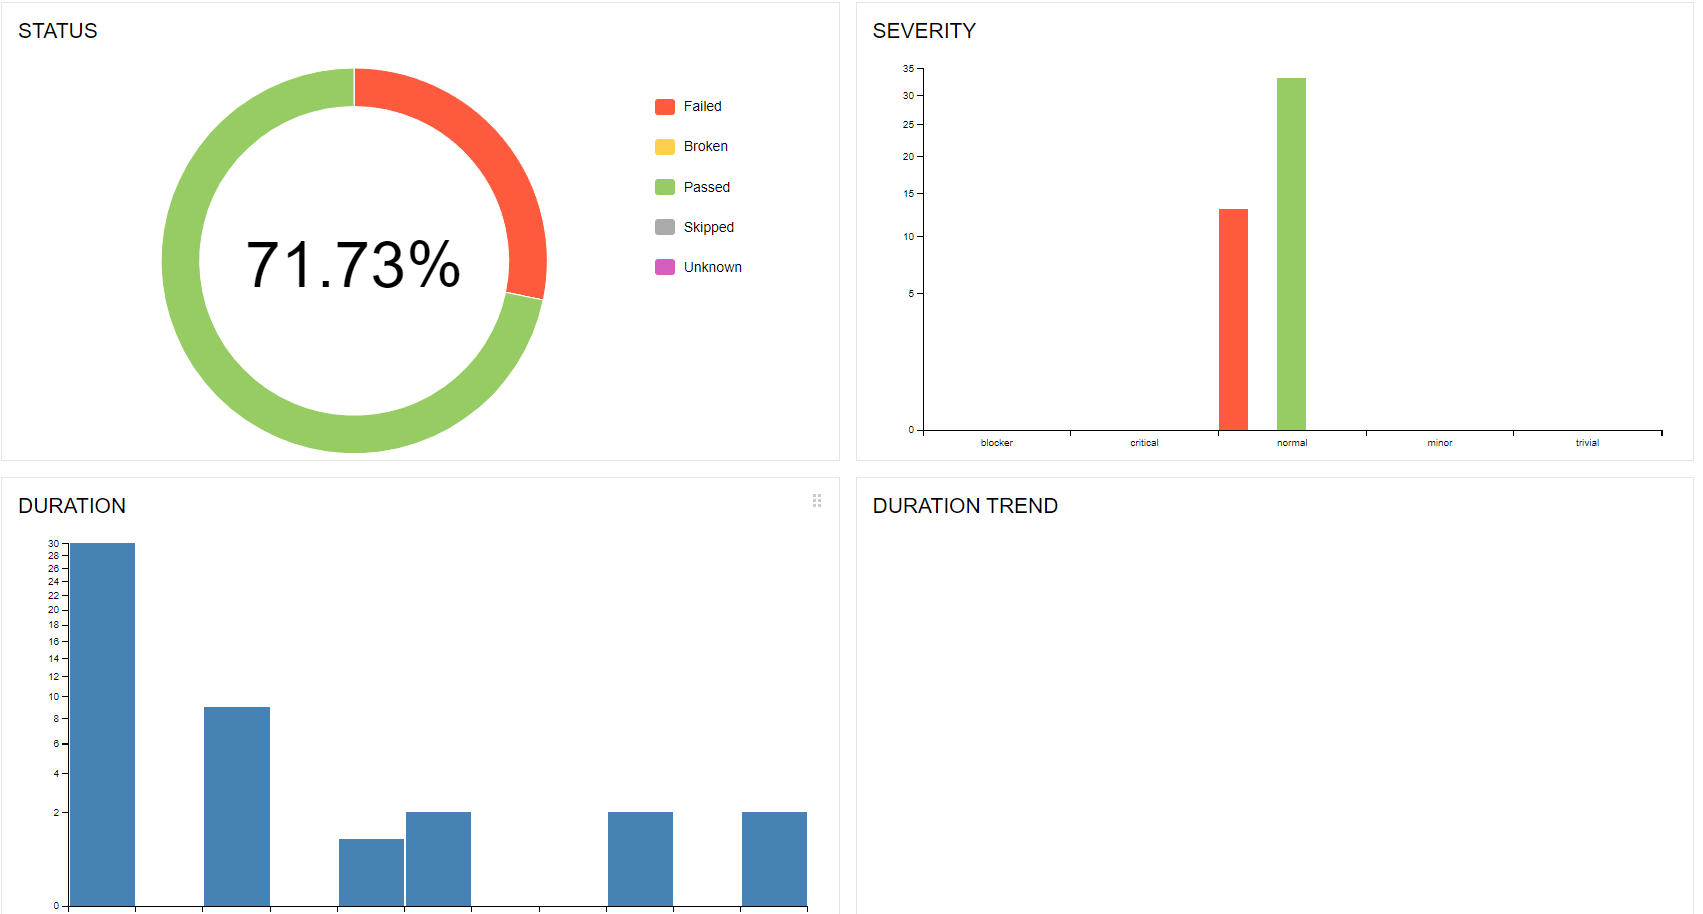 STATUS
71.73%
Failed
Broken
Passed
Skipped
Unknown
SEVERITY
35
30
25
20
15
10
5
0
blocker
critical
normal
minor
trivial
DURATION
30
28
26
24
22
20
18
16
14
12
10
8
6
4
2
0
DURATION TREND